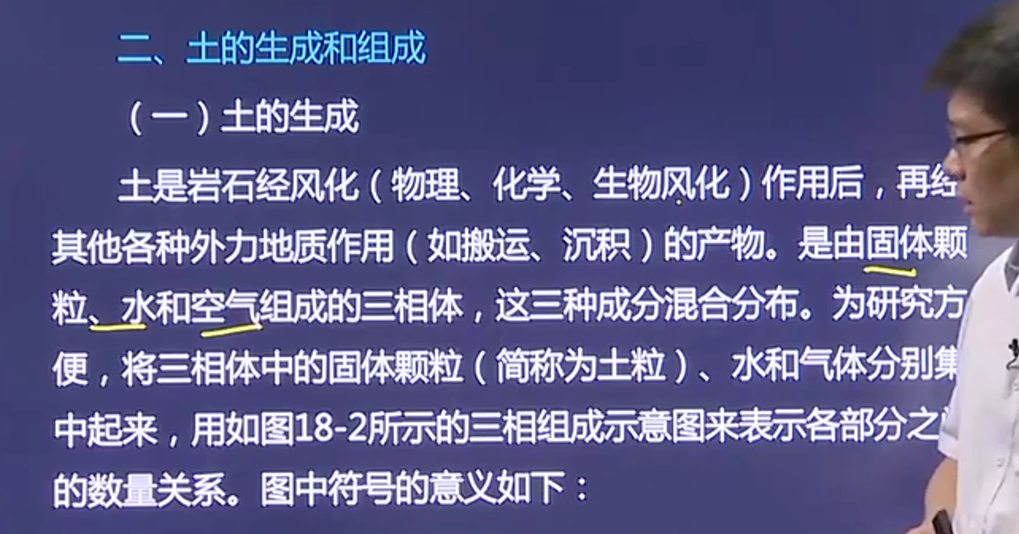 二、土的生成和组成
（一）土的生成
土是岩石经风化（物理、化学、生物风化）作用后，再经
其他各种外力地质作用（如搬运、沉积）的产物。是由固体颗
粒、水和空气组成的三相体，这三种成分混合分布。为研究方
便，将三相体中的固体颗粒（简称为土粒）、水和气体分别集
中起来，用如图18-2所示的三相组成示意图来表示各部分之
的数量关系。图中符号的意义如下：